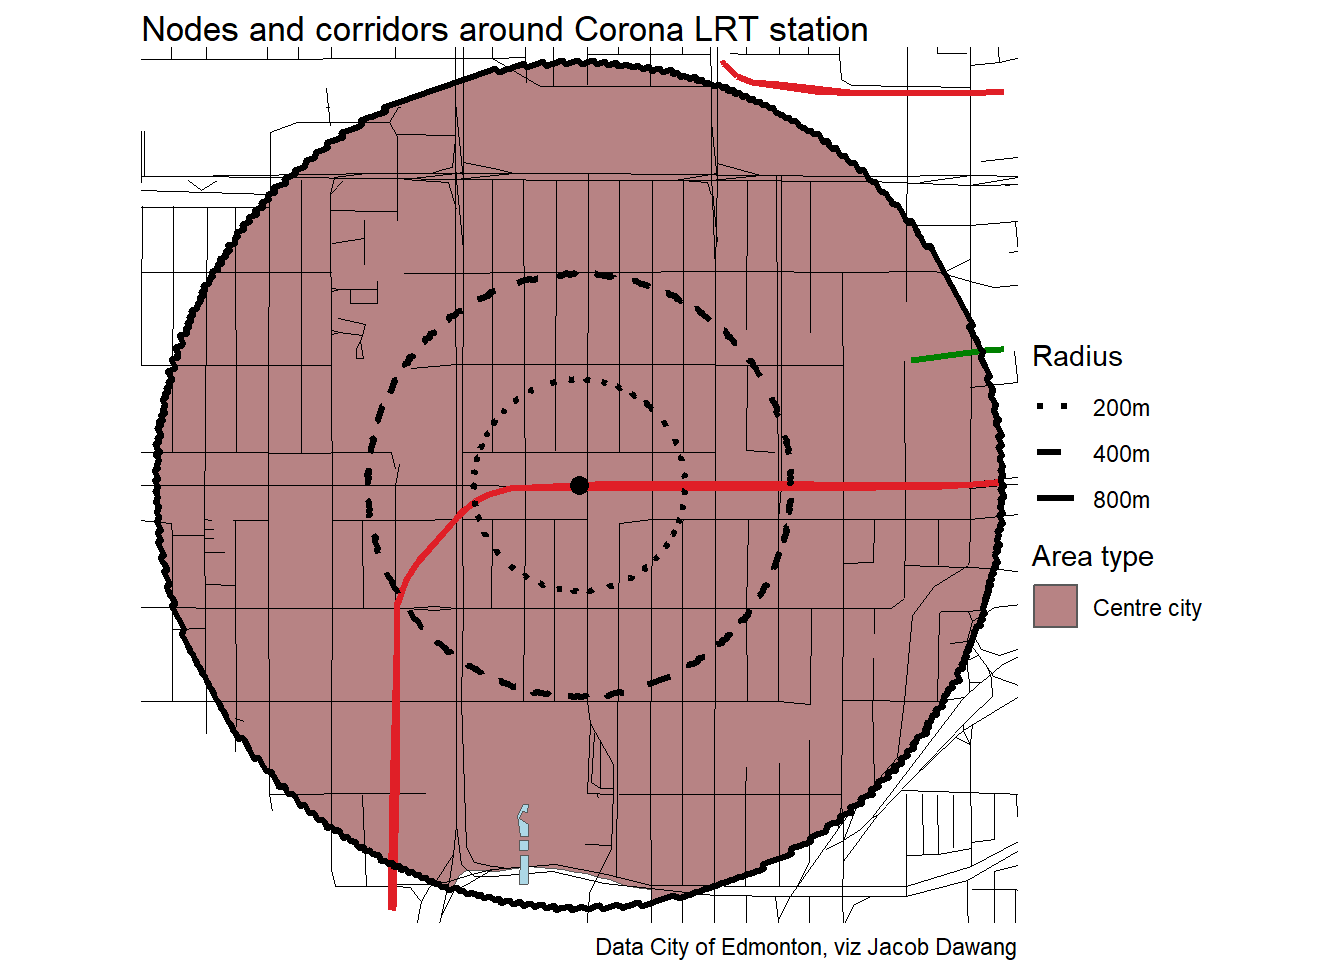 Nodes and corridors around Corona LRT station
Radius
200m
400m
800m
Area type
Centre city
Data City of Edmonton, viz Jacob Dawang